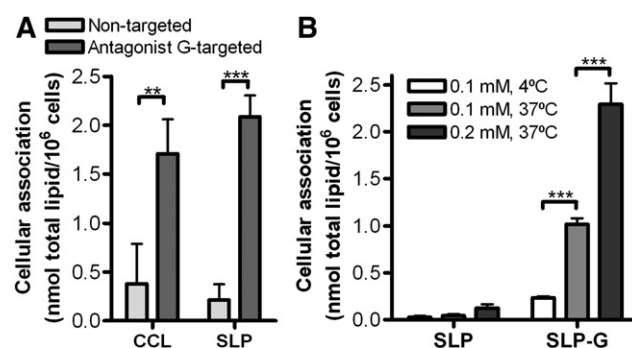 A
Non-targeted
Antagonist G-targeted
Cellular association
(nmol total lipid/10⁶ cells)
2.5
2.0
1.5
1.0
0.5
0.0
**
***
CCL
SLP
B
0.1 mM, 4ºC
0.1 mM, 37ºC
0.2 mM, 37ºC
Cellular association
(nmol total lipid/10⁶ cells)
2.5
2.0
1.5
1.0
0.5
0.0
***
***
SLP
SLP-G